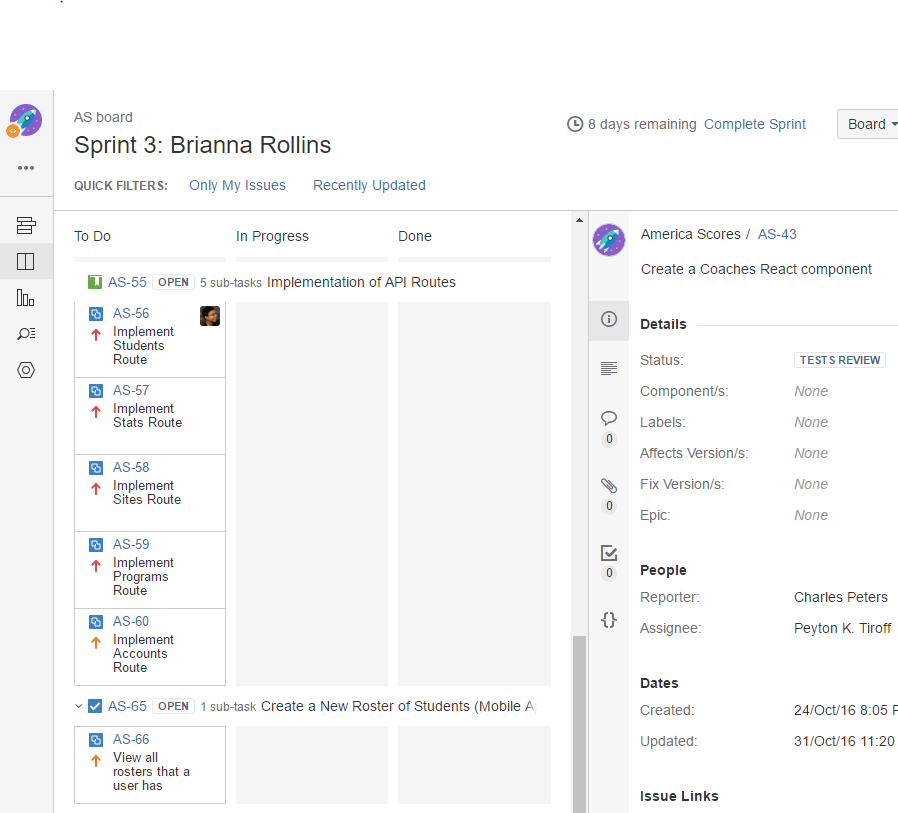 AS board
Sprint 3: Brianna Rollins
8 days remaining Complete Sprint
Board
QUICK FILTERS: Only My Issues Recently Updated
To Do In Progress Done
AS-55 OPEN 5 sub-tasks Implementation of API Routes
AS-56
Implement
Students
Route
AS-57
Implement
Stats Route
AS-58
Implement
Sites Route
AS-59
Implement
Programs
Route
AS-60
Implement
Accounts
Route
AS-65 OPEN 1 sub-task Create a New Roster of Students (Mobile
AS-66
View all
rosters that a
user has
America Scores / AS-43
Create a Coaches React component
Details
Status: TESTS REVIEW
Component/s: None
Labels: None
Affects Version/s: None
Fix Version/s: None
Epic: None
0
0
0
{}
People
Reporter: Charles Peters
Assignee: Peyton K. Tiroff
Dates
Created: 24/Oct/16 8:05
Updated: 31/Oct/16 11:20
Issue Links